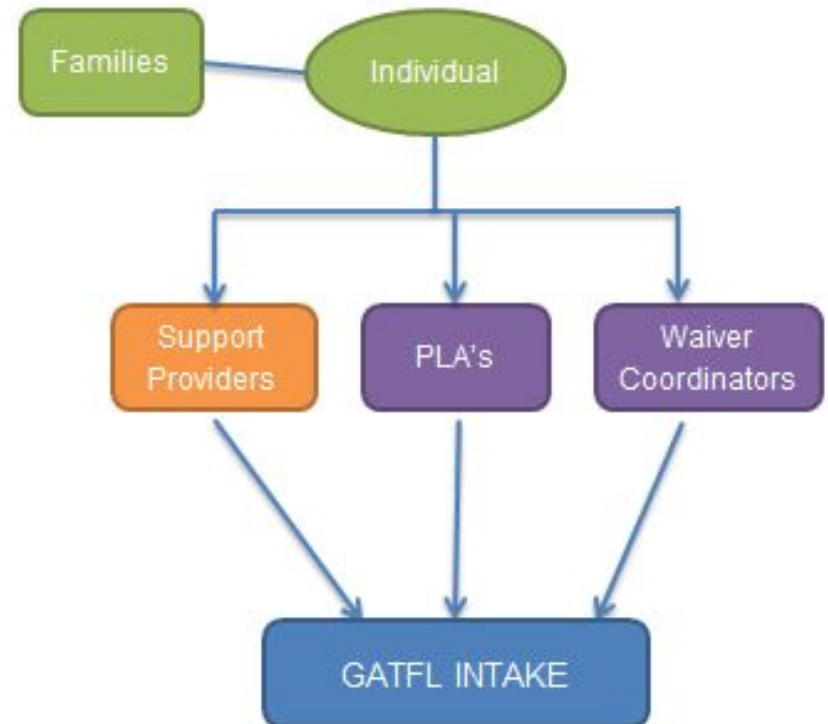 Families
Individual
Support
Providers
PLA's
Waiver
Coordinators
GATFL INTAKE